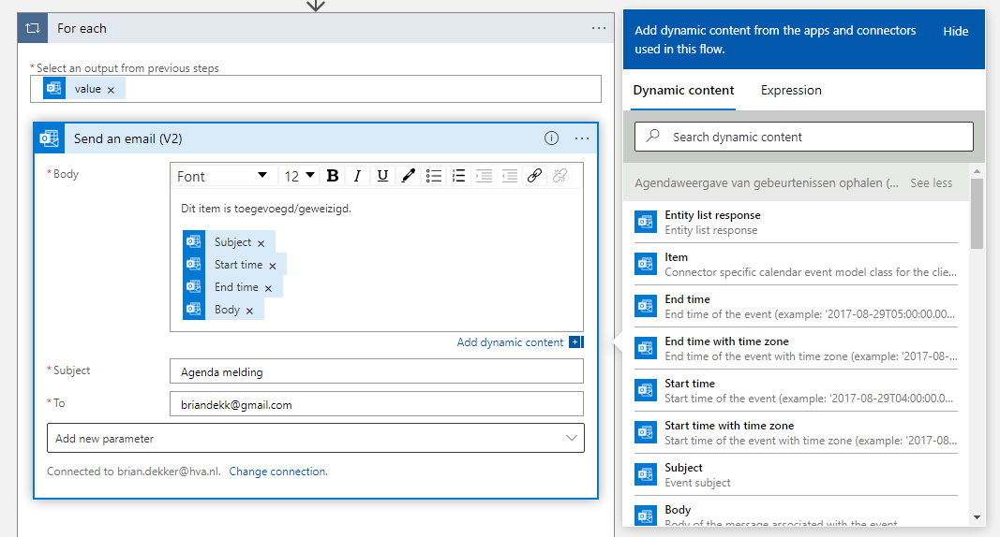 For each
...
* Select an output from previous steps
value ×
Send an email (V2)
...
* Body
Font
12
B
I
U
Dit item is toegevoegd/geweizigd.
Subject ×
Start time ×
End time ×
Body ×
Add dynamic content
* Subject
Agenda melding
* To
briandekk@gmail.com
Add new parameter
Connected to brian.dekker@hva.nl. Change connection.
Add dynamic content from the apps and connectors
used in this flow.
Hide
Dynamic content
Expression
Search dynamic content
Agendaweergave van gebeurtenissen ophalen (...
See less
Entity list response
Entity list response
Item
Connector specific calendar event model class for the clie...
End time
End time of the event (example: '2017-08-29T05:00:00.00...
End time with time zone
End time of the event with time zone (example: '2017-08-...
Start time
Start time of the event (example: '2017-08-29T04:00:00.0...
Start time with time zone
Start time of the event with time zone (example: '2017-08...
Subject
Event subject
Body
Body of the message associated with the event